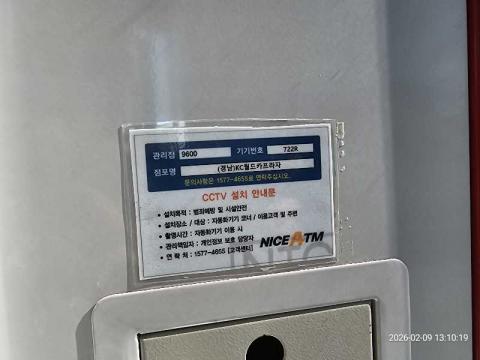 관리점 9600 기기번호 722R
점포명 (경남)KC월드카프라자
문의사항은 1577-4655로 연락주십시오.
CCTV 설치 안내문
• 설치목적 : 범죄예방 및 시설안전
• 설치장소 / 대상 : 자동화기기 코너 / 이용고객 및 주변
• 촬영시간 : 자동화기기 이용 시
• 관리책임자 : 개인정보 보호 담당자
• 연 락 처 : 1577-4655 [고객센터]
NICE ATM
2026-02-09 13:10:19